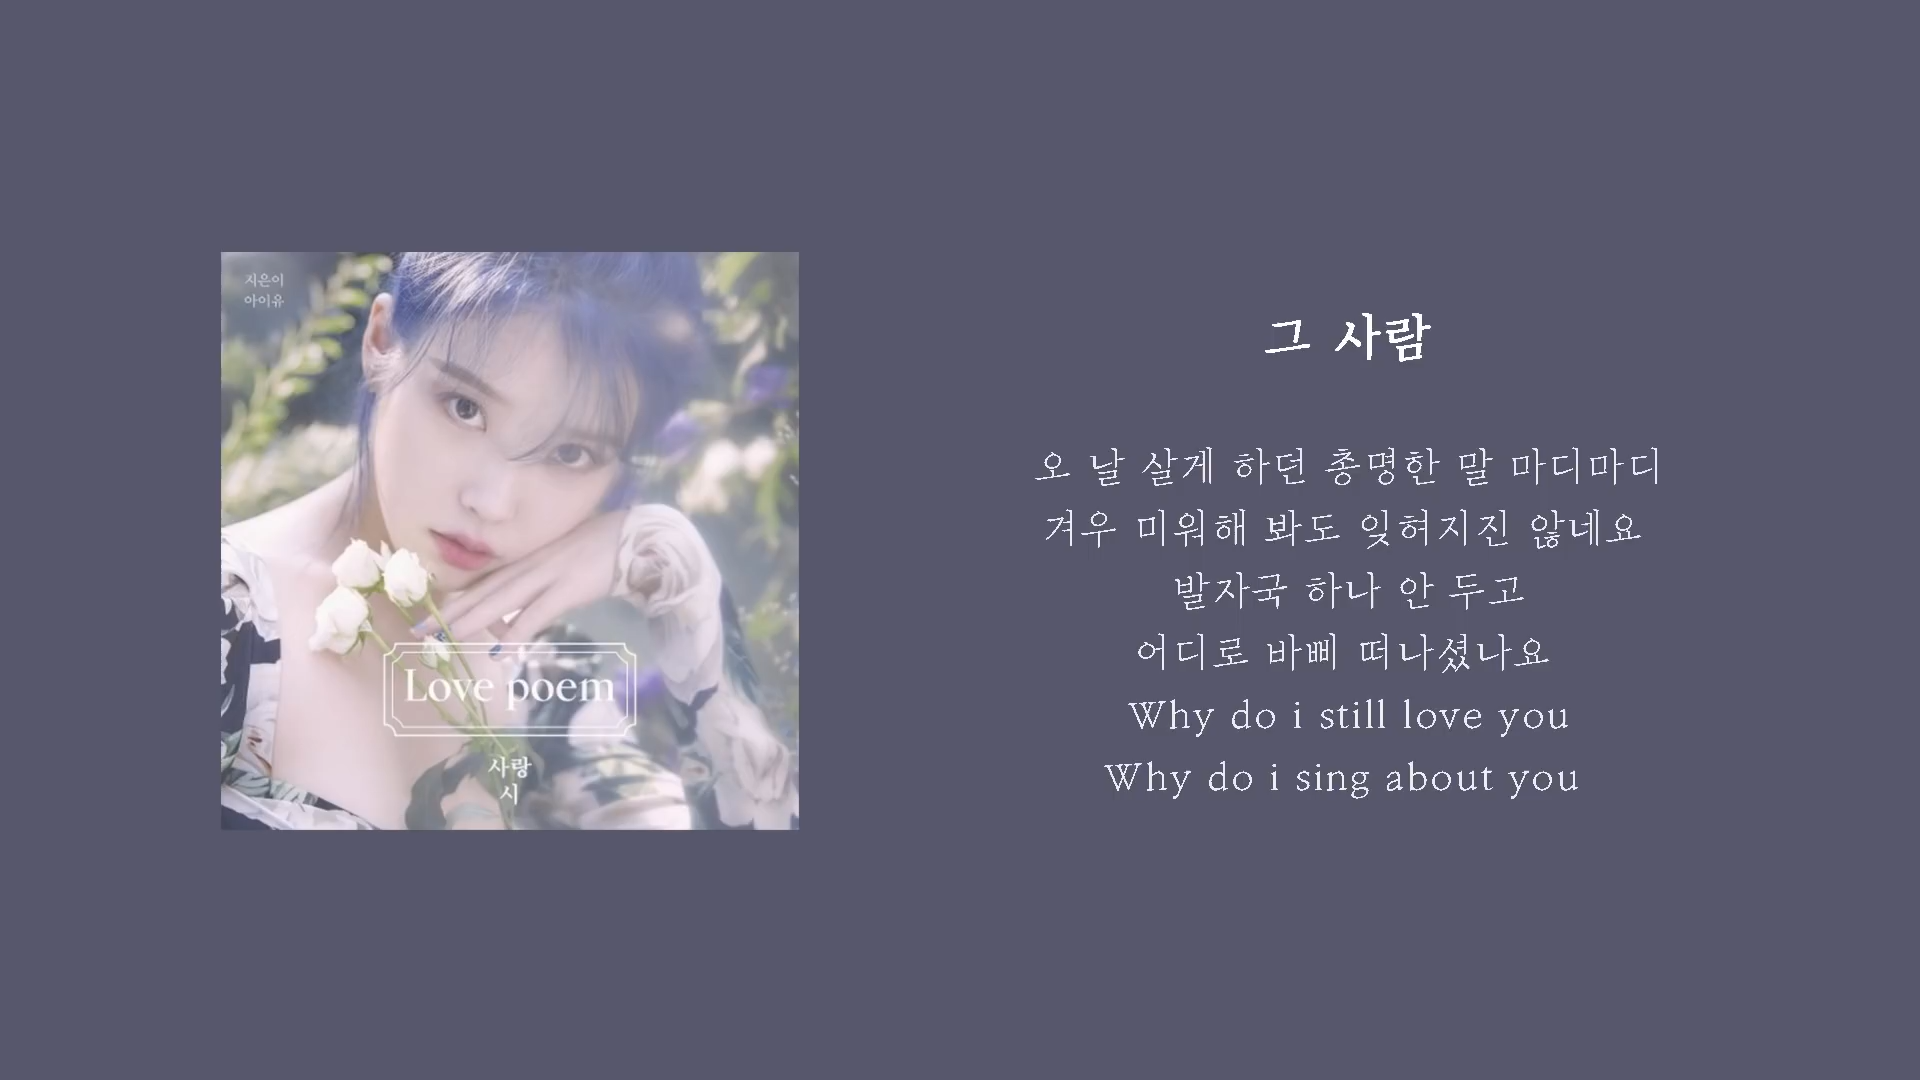 지은이
아이유
Love poem
사랑
시
그 사람
오 날 살게 하던 총명한 말 마디마디
겨우 미워해 봐도 잊혀지진 않네요
발자국 하나 안 두고
어디로 바삐 떠나셨나요
Why do i still love you
Why do i sing about you